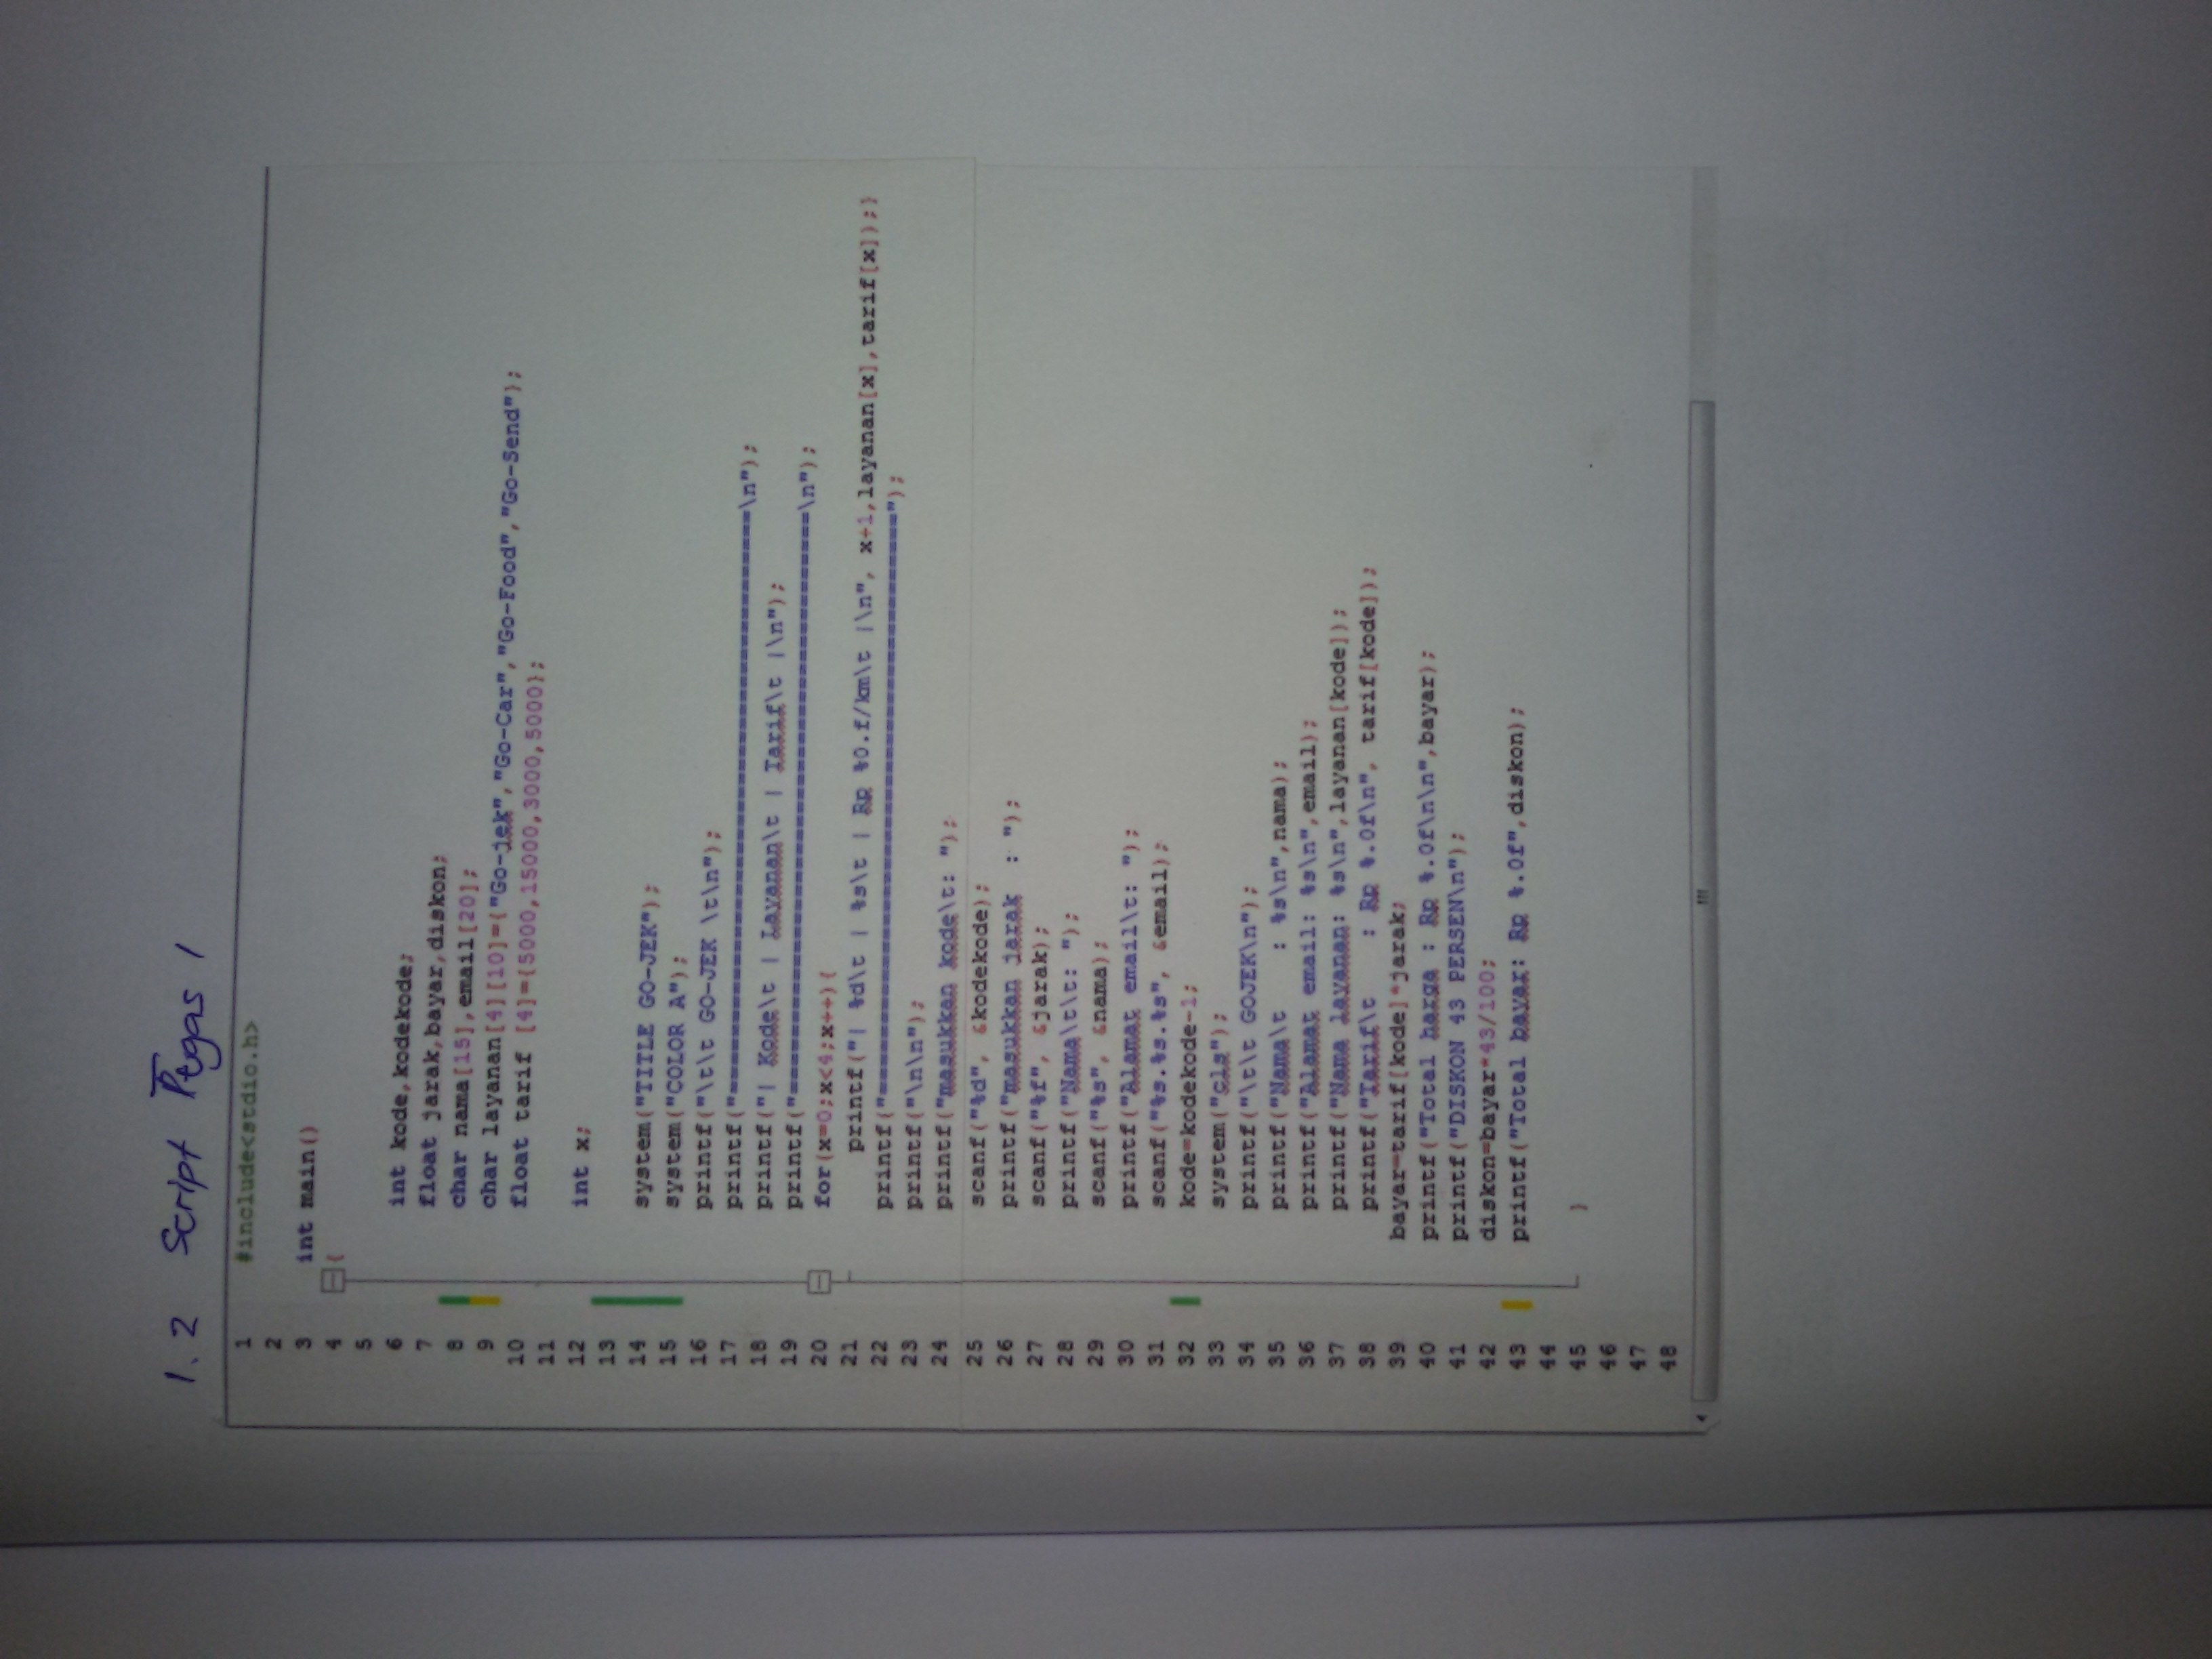 1.2 Script Tugas 1
1 #include<stdio.h>
2
3 int main()
4 {
5
6 int kode,kodekode;
7 float jarak,bayar,diskon;
8 char nama[15],email[20];
9 char layanan[4][10]={"Go-jek","Go-Car","Go-Food","Go-Send"};
10 float tarif [4]={5000,15000,3000,5000};
11
12 int x;
13
14 system("TITLE GO-JEK");
15 system("COLOR A");
16 printf("\t\t GO-JEK \t\n");
17 printf("=========================================\n");
18 printf("| Kode\t | Layanan\t | Tarif\t |\n");
19 printf("=========================================\n");
20 for(x=0;x<4;x++){
21 printf("| %d\t | %s\t | Rp %0.f/km\t |\n", x+1,layanan[x],tarif[x]);}
22 printf("=========================================");
23 printf("\n\n");
24 printf("masukkan kode\t: ");
25 scanf("%d", &kodekode);
26 printf("masukkan jarak  : ");
27 scanf("%f", &jarak);
28 printf("Nama\t\t: ");
29 scanf("%s", &nama);
30 printf("Alamat email\t: ");
31 scanf("%s.%s.%s", &email);
32 kode=kodekode-1;
33 system("cls");
34 printf("\t\t GOJEK\n");
35 printf("Nama\t    : %s\n",nama);
36 printf("Alamat email: %s\n",email);
37 printf("Nama layanan: %s\n",layanan[kode]);
38 printf("Tarif\t    : Rp %.0f\n", tarif[kode]);
39 bayar=tarif[kode]*jarak;
40 printf("Total harga : Rp %.0f\n\n",bayar);
41 printf("DISKON 43 PERSEN\n");
42 diskon=bayar*43/100;
43 printf("Total bayar: Rp %.0f",diskon);
44
45 }
46
47
48